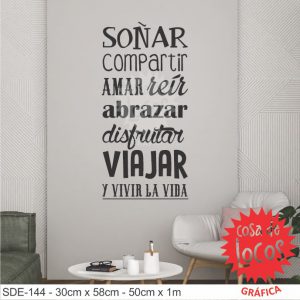 SOÑAR
compartir
AMAR reír
abrazar
disfrutar
VIAJAR
Y VIVIR LA VIDA
cosa de
locos
GRÁFICA
SDE-144 - 30cm x 58cm - 50cm x 1m